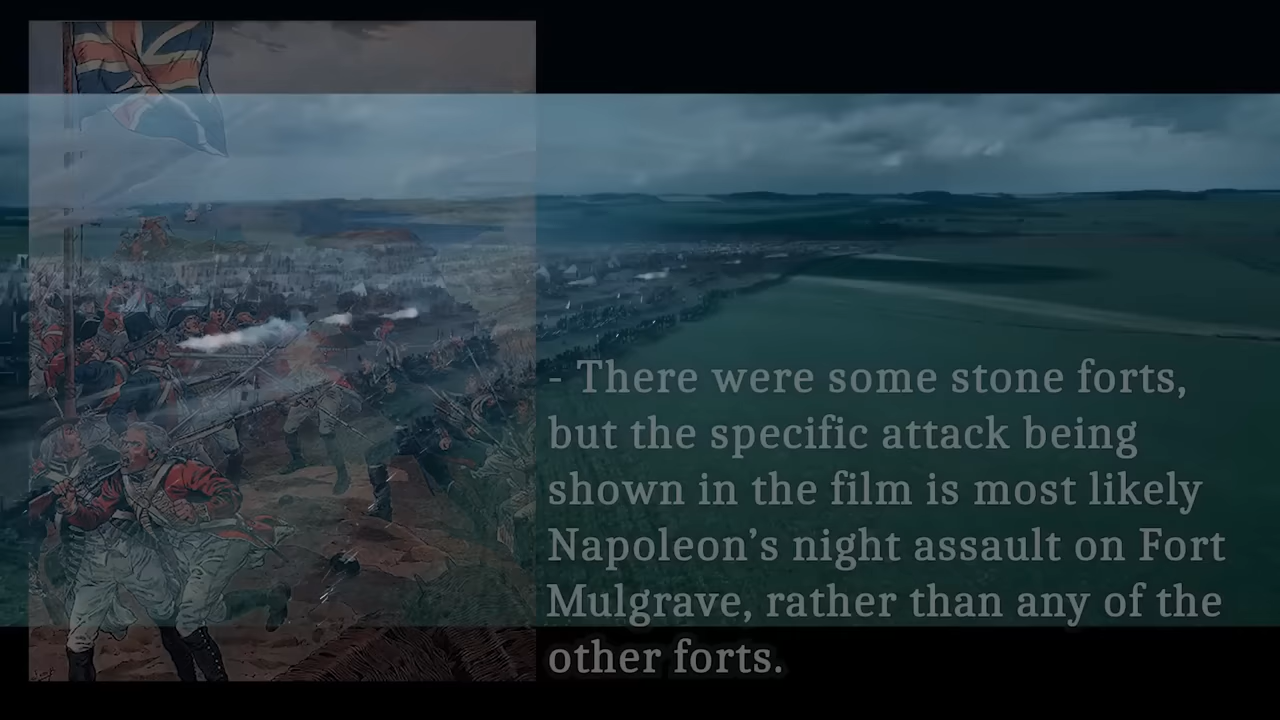 - There were some stone forts,
but the specific attack being
shown in the film is most likely
Napoleon’s night assault on Fort
Mulgrave, rather than any of the
other forts.